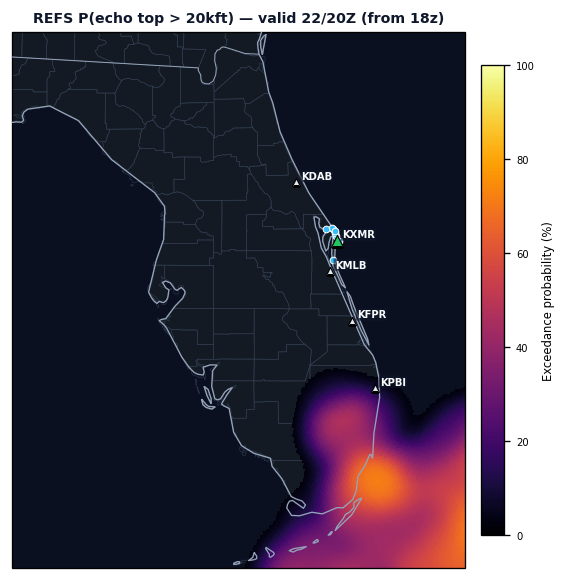 REFS P(echo top > 20kft) — valid 22/20Z (from 18z)
KDAB
KXMR
KMLB
KFPR
KPBI
100
80
60
40
20
0
Exceedance probability (%)